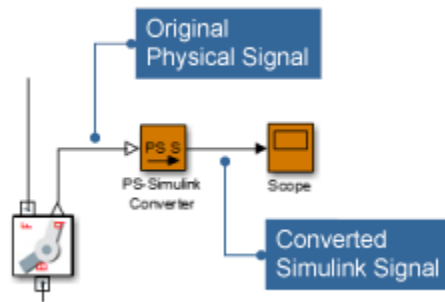 Original
Physical Signal
PS S
PS-Simulink
Converter
Scope
Converted
Simulink Signal